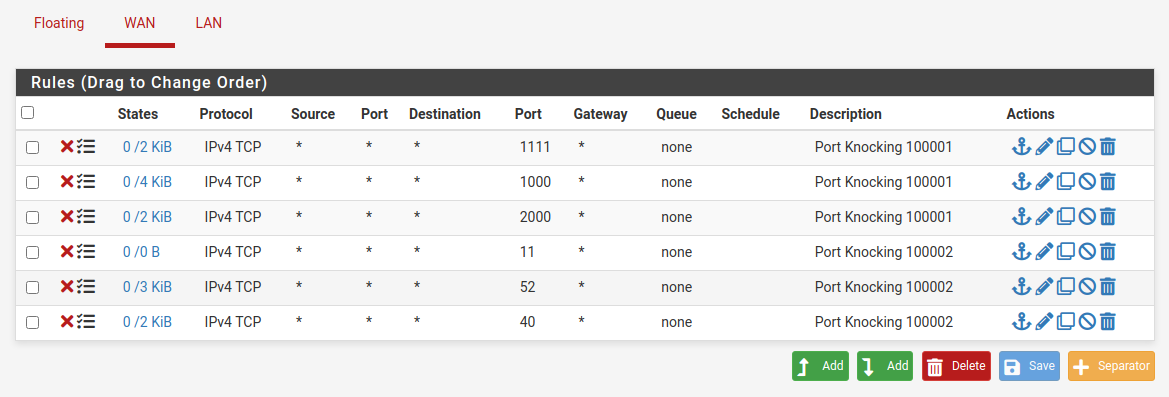 Floating WAN LAN
Rules (Drag to Change Order)
States Protocol Source Port Destination Port Gateway Queue Schedule Description Actions
0 /2 KiB IPv4 TCP * * * 1111 * none Port Knocking 100001
0 /4 KiB IPv4 TCP * * * 1000 * none Port Knocking 100001
0 /2 KiB IPv4 TCP * * * 2000 * none Port Knocking 100001
0 /0 B IPv4 TCP * * * 11 * none Port Knocking 100002
0 /3 KiB IPv4 TCP * * * 52 * none Port Knocking 100002
0 /2 KiB IPv4 TCP * * * 40 * none Port Knocking 100002
Add Add Delete Save Separator